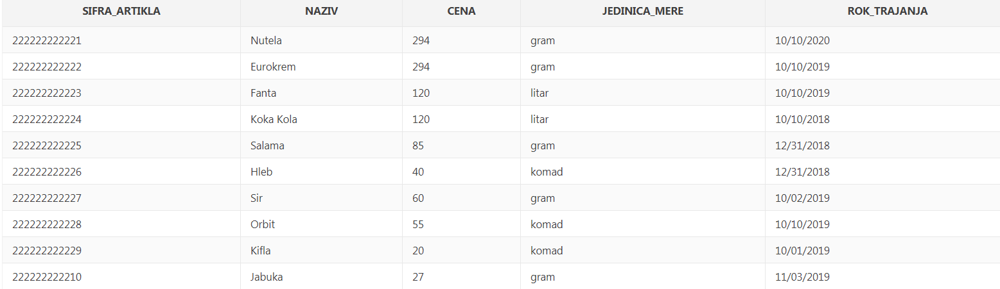 SIFRA_ARTIKLA NAZIV CENA JEDINICA_MERE ROK_TRAJANJA
222222222221 Nutela 294 gram 10/10/2020
222222222222 Eurokrem 294 gram 10/10/2019
222222222223 Fanta 120 litar 10/10/2019
222222222224 Koka Kola 120 litar 10/10/2018
222222222225 Salama 85 gram 12/31/2018
222222222226 Hleb 40 komad 12/31/2018
222222222227 Sir 60 gram 10/02/2019
222222222228 Orbit 55 komad 10/10/2019
222222222229 Kifla 20 komad 10/01/2019
222222222210 Jabuka 27 gram 11/03/2019